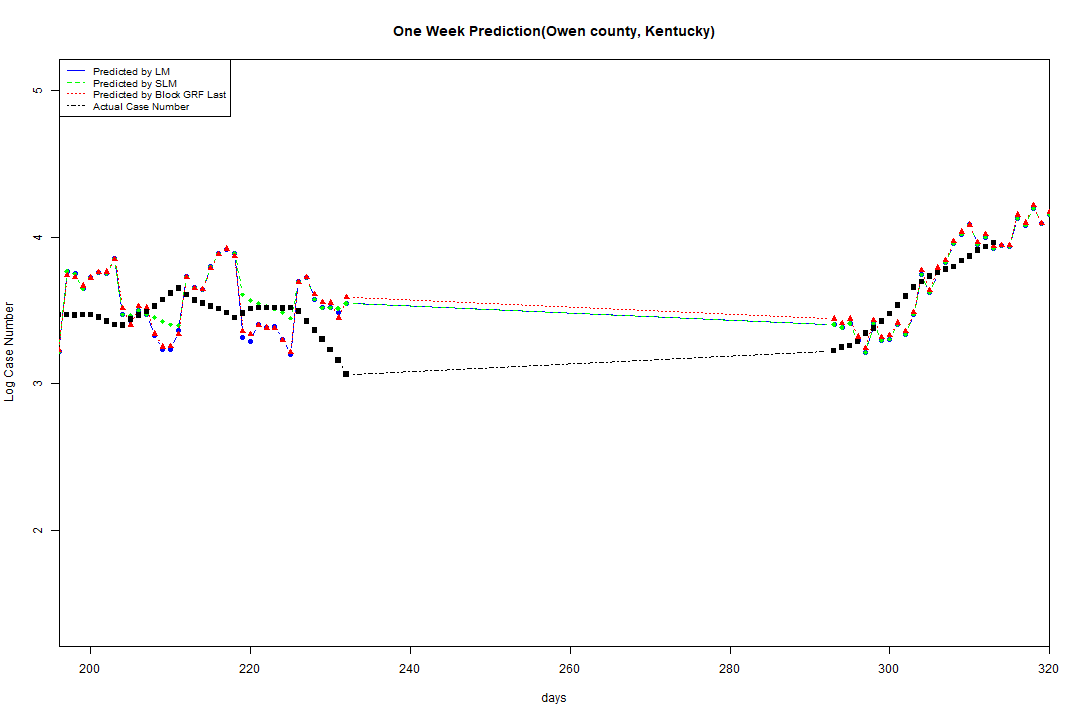 One Week Prediction(Owen county, Kentucky)
Predicted by LM
Predicted by SLM
Predicted by Block GRF Last
Actual Case Number
5
4
3
2
Log Case Number
200 220 240 260 280 300 320
days